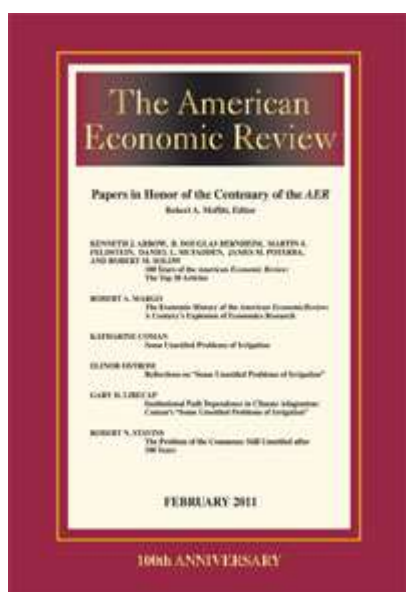 The American
Economic Review
Papers in Honor of the Centenary of the AER
Robert A. Moffitt, Editor
KENNETH J. ARROW, B. DOUGLAS BERNHEIM, MARTIN S.
FELDSTEIN, DANIEL L. MCFADDEN, JAMES M. POTERBA,
AND ROBERT M. SOLOW
100 Years of the American Economic Review:
The Top 20 Articles
ROBERT A. MARGO
The Economic History of the American Economic Review:
A Century's Explosion of Economics Research
KATHARINE COMAN
Some Unsettled Problems of Irrigation
ELINOR OSTROM
Reflections on "Some Unsettled Problems of Irrigation"
GARY D. LIBECAP
Institutional Path Dependence in Climate Adaptation:
Coman's "Some Unsettled Problems of Irrigation"
ROBERT N. STAVINS
The Problem of the Commons: Still Unsettled after
100 Years
FEBRUARY 2011
100th ANNIVERSARY